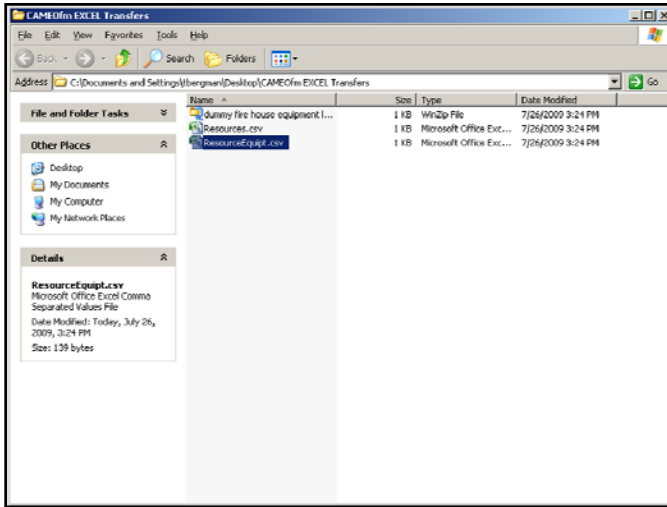 CAMEOfm EXCEL Transfers
File Edit View Favorites Tools Help
Back Search Folders
Address C:\Documents and Settings\tbergman\Desktop\CAMEOfm EXCEL Transfers Go
Name Size Type Date Modified
dummy fire house equipment l... 1 KB WinZip File 7/26/2009 3:24 PM
Resources.csv 1 KB Microsoft Office Exc... 7/26/2009 3:24 PM
ResourceEquipt.csv 1 KB Microsoft Office Exc... 7/26/2009 3:24 PM
File and Folder Tasks
Other Places
Desktop
My Documents
My Computer
My Network Places
Details
ResourceEquipt.csv
Microsoft Office Excel Comma
Separated Values File
Date Modified: Today, July 26,
2009, 3:24 PM
Size: 139 bytes